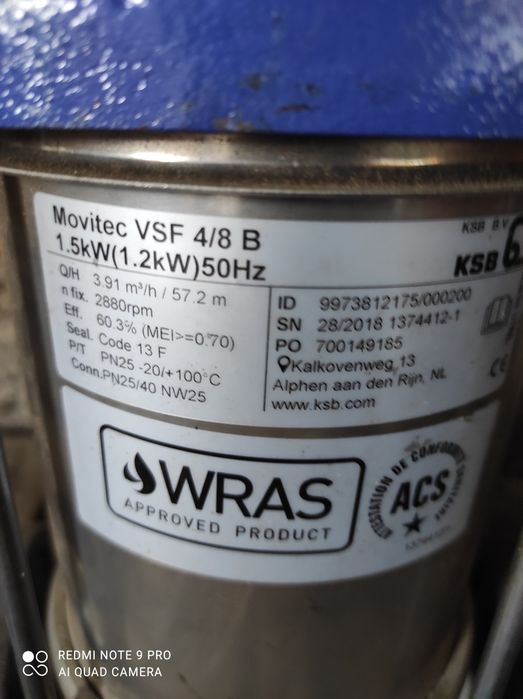 Movitec VSF 4/8 B
1.5kW(1.2kW)50Hz
Q/H 3.91 m³/h / 57.2 m
n fix. 2880rpm
Eff. 60.3% (MEI>=0.70)
Seal. Code 13 F
P/T PN25 -20/+100°C
Conn.PN25/40 NW25
KSB B.V
KSB
ID 9973812175/000200
SN 28/2018 1374412-1
PO 700149185
Kalkovenweg 13
Alphen aan den Rijn, NL
www.ksb.com
CE
WRAS
APPROVED PRODUCT
ATTESTATION DE CONFORMITE SANITAIRE
ACS
REDMI NOTE 9 PRO
AI QUAD CAMERA